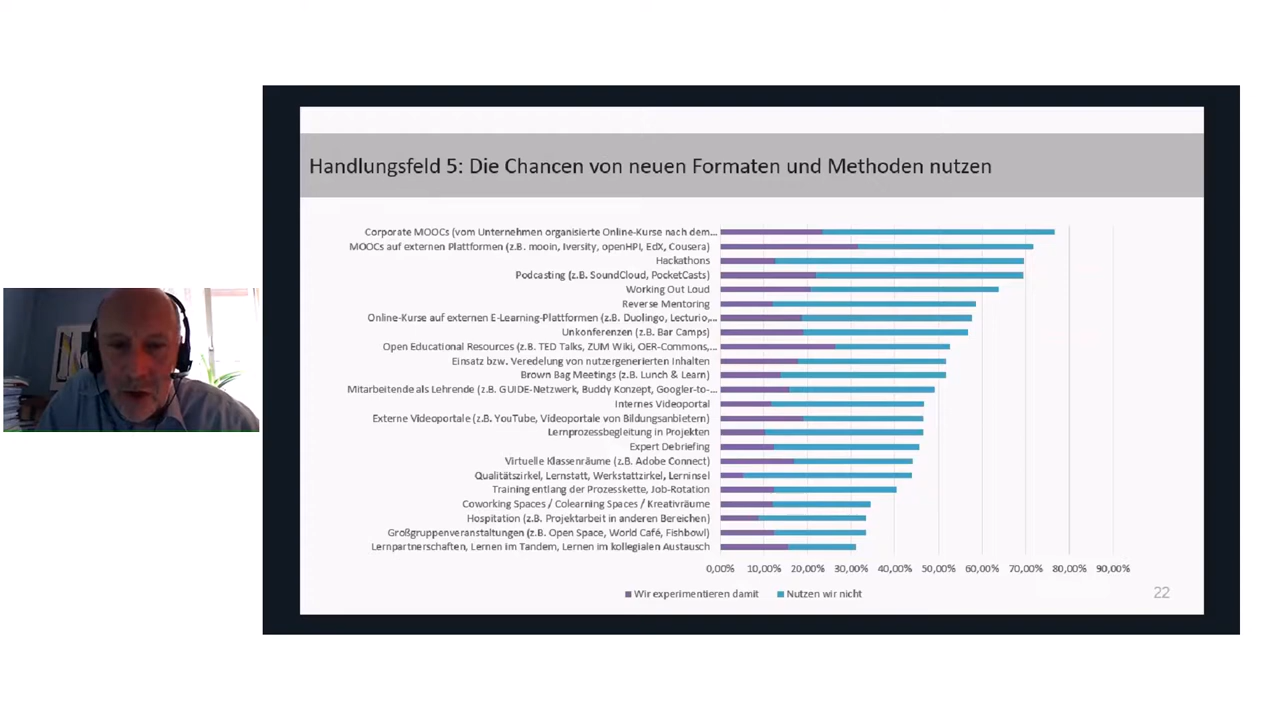 Handlungsfeld 5: Die Chancen von neuen Formaten und Methoden nutzen
Corporate MOOCs (vom Unternehmen organisierte Online-Kurse nach dem...
MOOCs auf externen Plattformen (z.B. mooin, Iversity, openHPI, EdX, Cousera)
Hackathons
Podcasting (z.B. SoundCloud, PocketCasts)
Working Out Loud
Reverse Mentoring
Online-Kurse auf externen E-Learning-Plattformen (z.B. Duolingo, Lecturio,...
Unkonferenzen (z.B. Bar Camps)
Open Educational Resources (z.B. TED Talks, ZUM Wiki, OER-Commons,...
Einsatz bzw. Veredelung von nutzergenerierten Inhalten
Brown Bag Meetings (z.B. Lunch & Learn)
Mitarbeitende als Lehrende (z.B. GUIDE-Netzwerk, Buddy Konzept, Googler-to-...
Internes Videoportal
Externe Videoportale (z.B. YouTube, Videoportale von Bildungsanbietern)
Lernprozessbegleitung in Projekten
Expert Debriefing
Virtuelle Klassenräume (z.B. Adobe Connect)
Qualitätszirkel, Lernstatt, Werkstattzirkel, Lerninsel
Training entlang der Prozesskette, Job-Rotation
Coworking Spaces / Colearning Spaces / Kreativräume
Hospitation (z.B. Projektarbeit in anderen Bereichen)
Großgruppenveranstaltungen (z.B. Open Space, World Café, Fishbowl)
Lernpartnerschaften, Lernen im Tandem, Lernen im kollegialen Austausch
0,00% 10,00% 20,00% 30,00% 40,00% 50,00% 60,00% 70,00% 80,00% 90,00%
Wir experimentieren damit Nutzen wir nicht
22